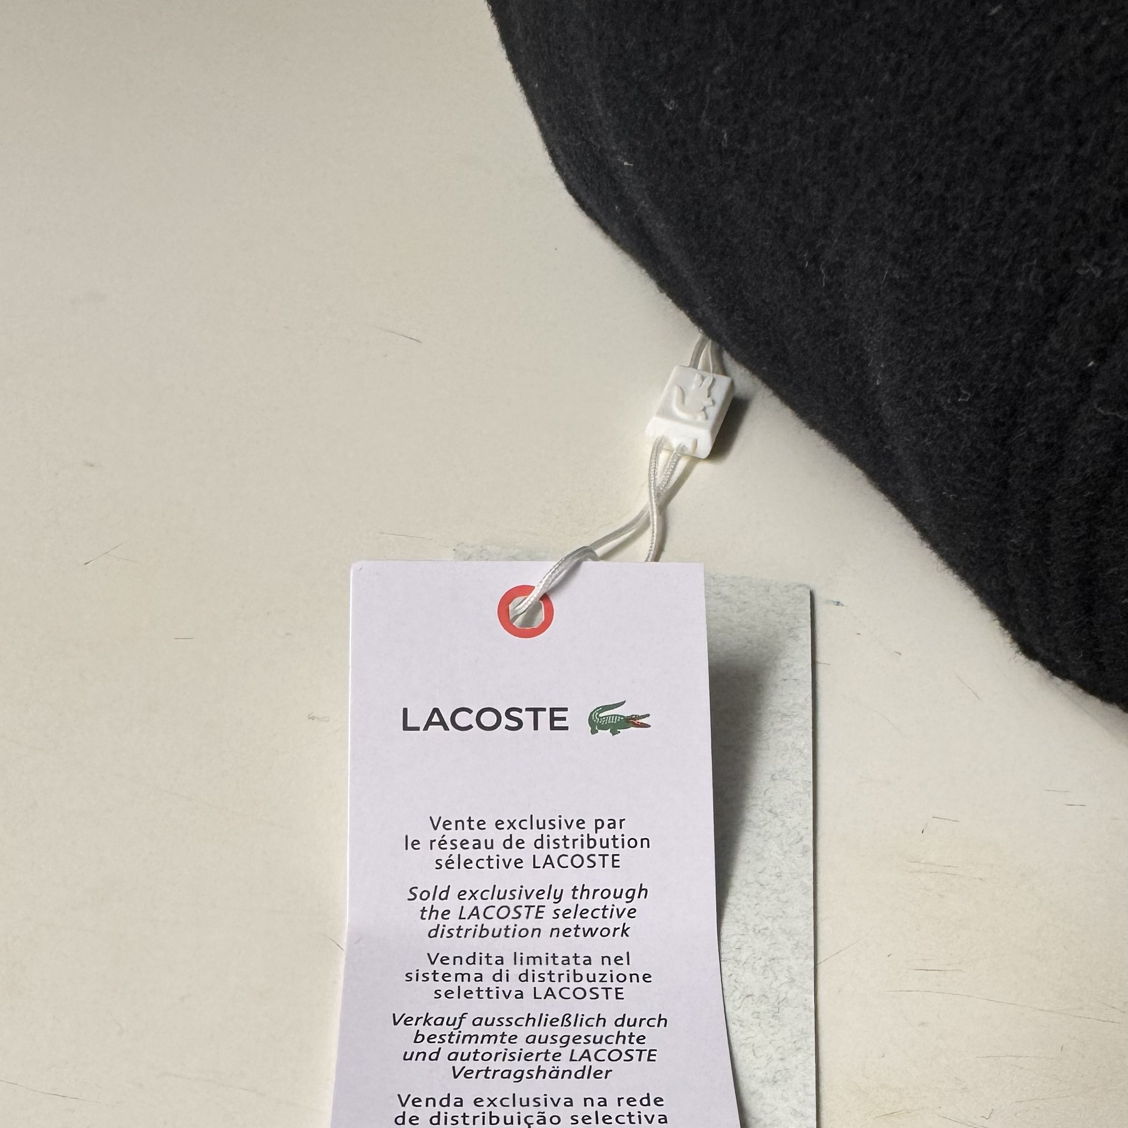 LACOSTE
Vente exclusive par
le réseau de distribution
sélective LACOSTE
Sold exclusively through
the LACOSTE selective
distribution network
Vendita limitata nel
sistema di distribuzione
selettiva LACOSTE
Verkauf ausschließlich durch
bestimmte ausgesuchte
und autorisierte LACOSTE
Vertragshändler
Venda exclusiva na rede
de distribuição selectiva